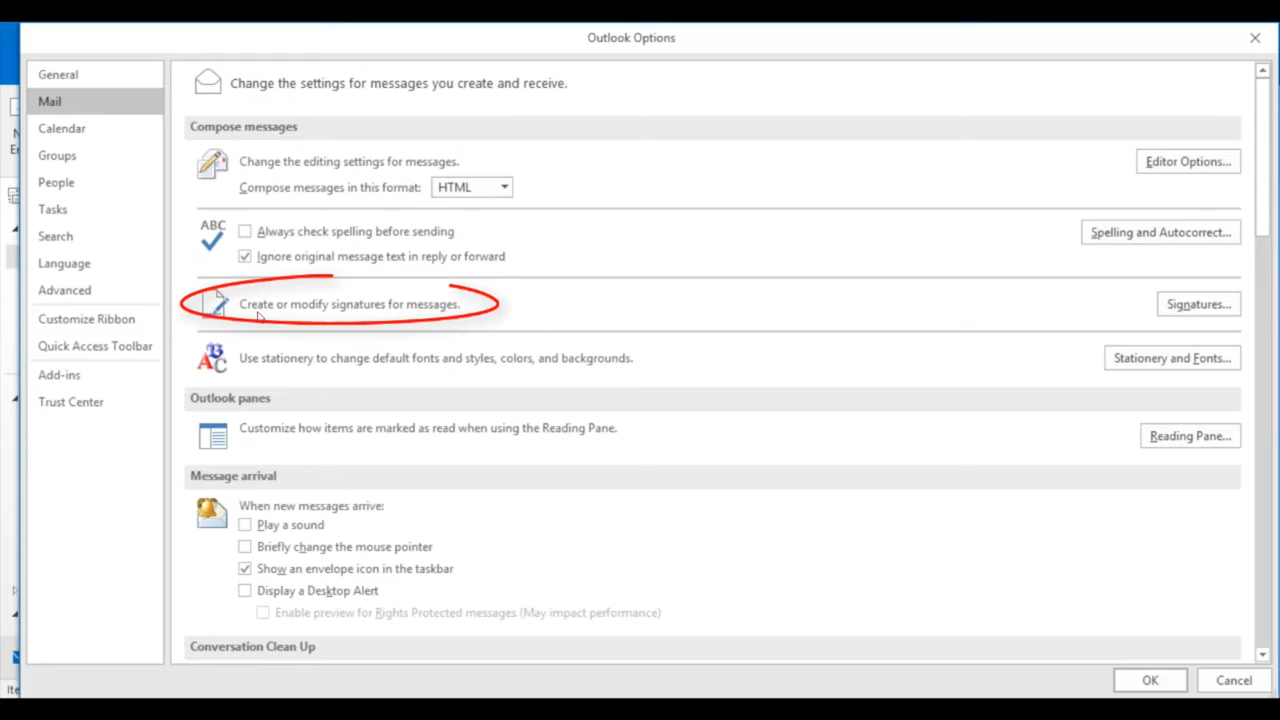 Outlook Options
General
Mail
Calendar
Groups
People
Tasks
Search
Language
Advanced
Customize Ribbon
Quick Access Toolbar
Add-ins
Trust Center
Change the settings for messages you create and receive.
Compose messages
Change the editing settings for messages.
Editor Options...
Compose messages in this format: HTML
ABC
Always check spelling before sending
Spelling and Autocorrect...
Ignore original message text in reply or forward
Create or modify signatures for messages.
Signatures...
Use stationery to change default fonts and styles, colors, and backgrounds.
Stationery and Fonts...
Outlook panes
Customize how items are marked as read when using the Reading Pane.
Reading Pane...
Message arrival
When new messages arrive:
Play a sound
Briefly change the mouse pointer
Show an envelope icon in the taskbar
Display a Desktop Alert
Enable preview for Rights Protected messages (May impact performance)
Conversation Clean Up
OK
Cancel